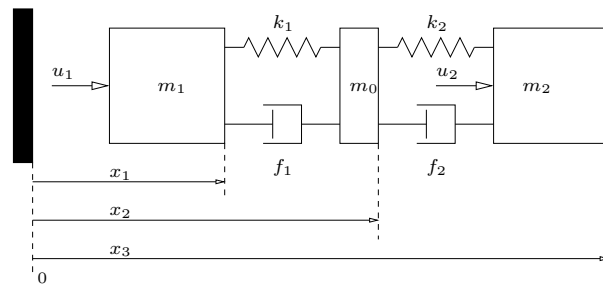 k₁ k₂
u₁ m₁ m₀ u₂ m₂
f₁ f₂
x₁
x₂
x₃
0